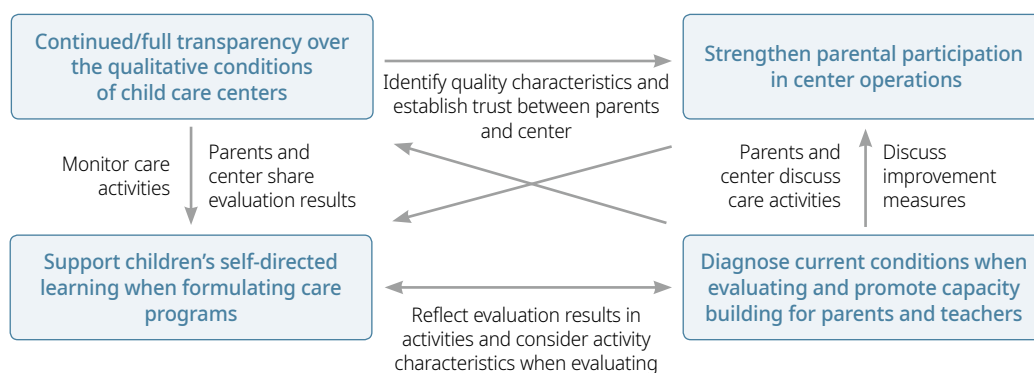 Continued/full transparency over
the qualitative conditions
of child care centers
Identify quality characteristics and
establish trust between parents
and center
Strengthen parental participation
in center operations
Monitor care
activities
Parents and
center share
evaluation results
Parents and
center discuss
care activities
Discuss
improvement
measures
Support children’s self-directed
learning when formulating care
programs
Reflect evaluation results in
activities and consider activity
characteristics when evaluating
Diagnose current conditions when
evaluating and promote capacity
building for parents and teachers